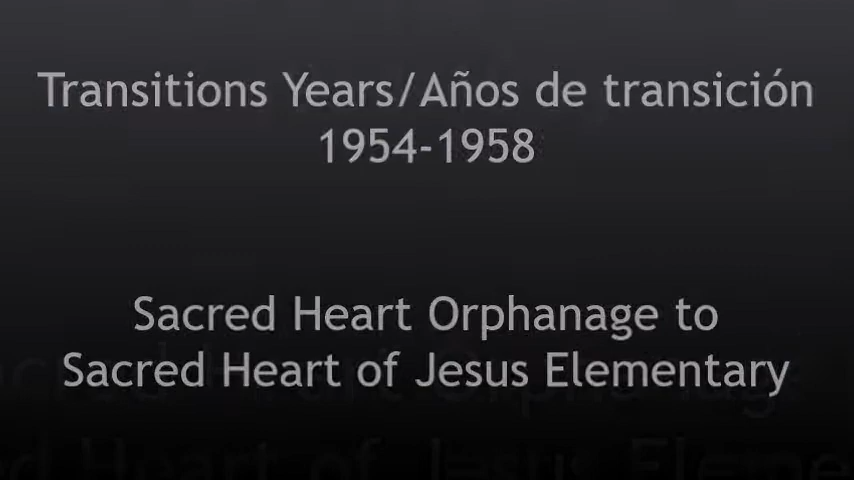 Transitions Years/Años de transición
1954-1958
Sacred Heart Orphanage to
Sacred Heart of Jesus Elementary